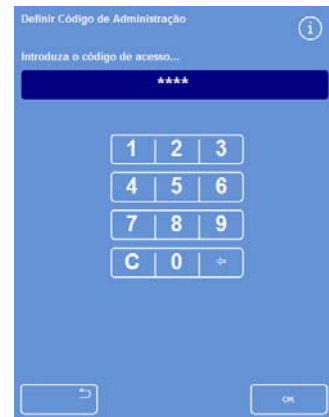 Definir Código de Administração
i
Introduza o código de acesso...
****
1 2 3
4 5 6
7 8 9
C 0 ⇦
OK